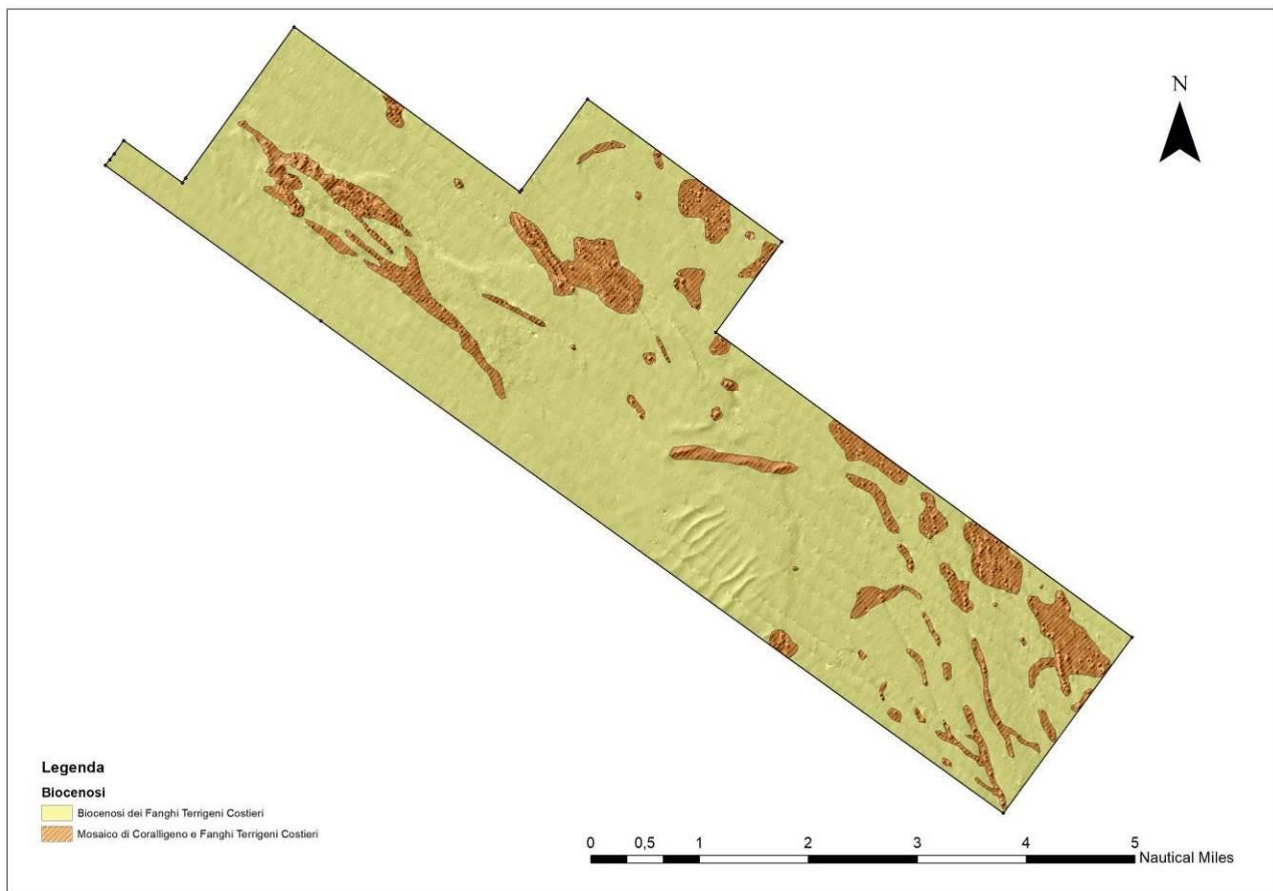 N
Legenda
Biocenosi
Biocenosi dei Fanghi Terrigeni Costieri
Mosaico di Coralligeno e Fanghi Terrigeni Costieri
0 0,5 1 2 3 4 5
Nautical Miles